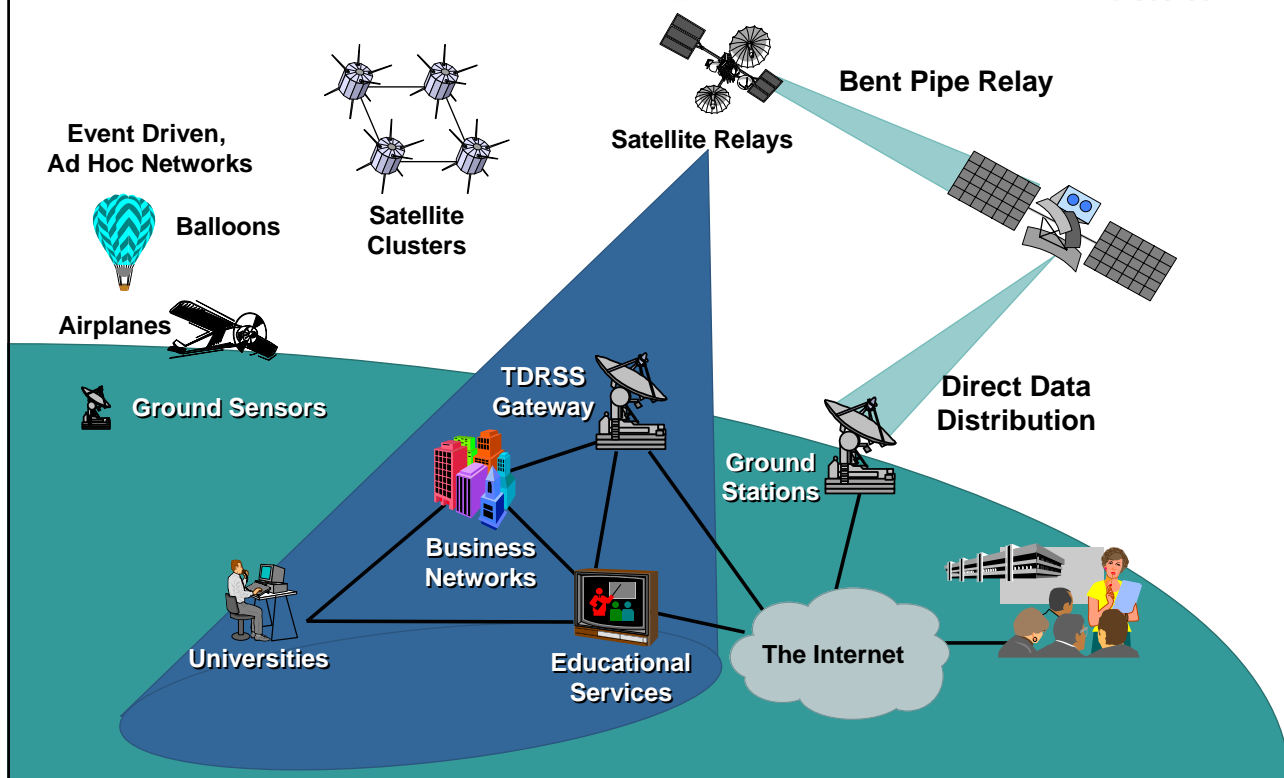 Bent Pipe Relay
Satellite Relays
Event Driven,
Ad Hoc Networks
Balloons
Satellite
Clusters
Airplanes
Ground Sensors
TDRSS
Gateway
Direct Data
Distribution
Ground
Stations
Business
Networks
Universities
Educational
Services
The Internet